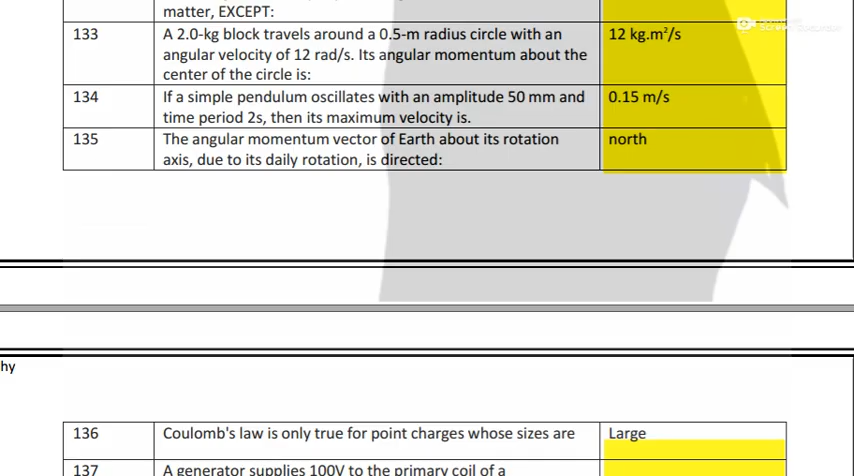 matter, EXCEPT:
133 A 2.0-kg block travels around a 0.5-m radius circle with an 12 kg.m²/s
angular velocity of 12 rad/s. Its angular momentum about the
center of the circle is:
134 If a simple pendulum oscillates with an amplitude 50 mm and 0.15 m/s
time period 2s, then its maximum velocity is.
135 The angular momentum vector of Earth about its rotation north
axis, due to its daily rotation, is directed:
hy
136 Coulomb's law is only true for point charges whose sizes are Large
137 A generator supplies 100V to the primary coil of a